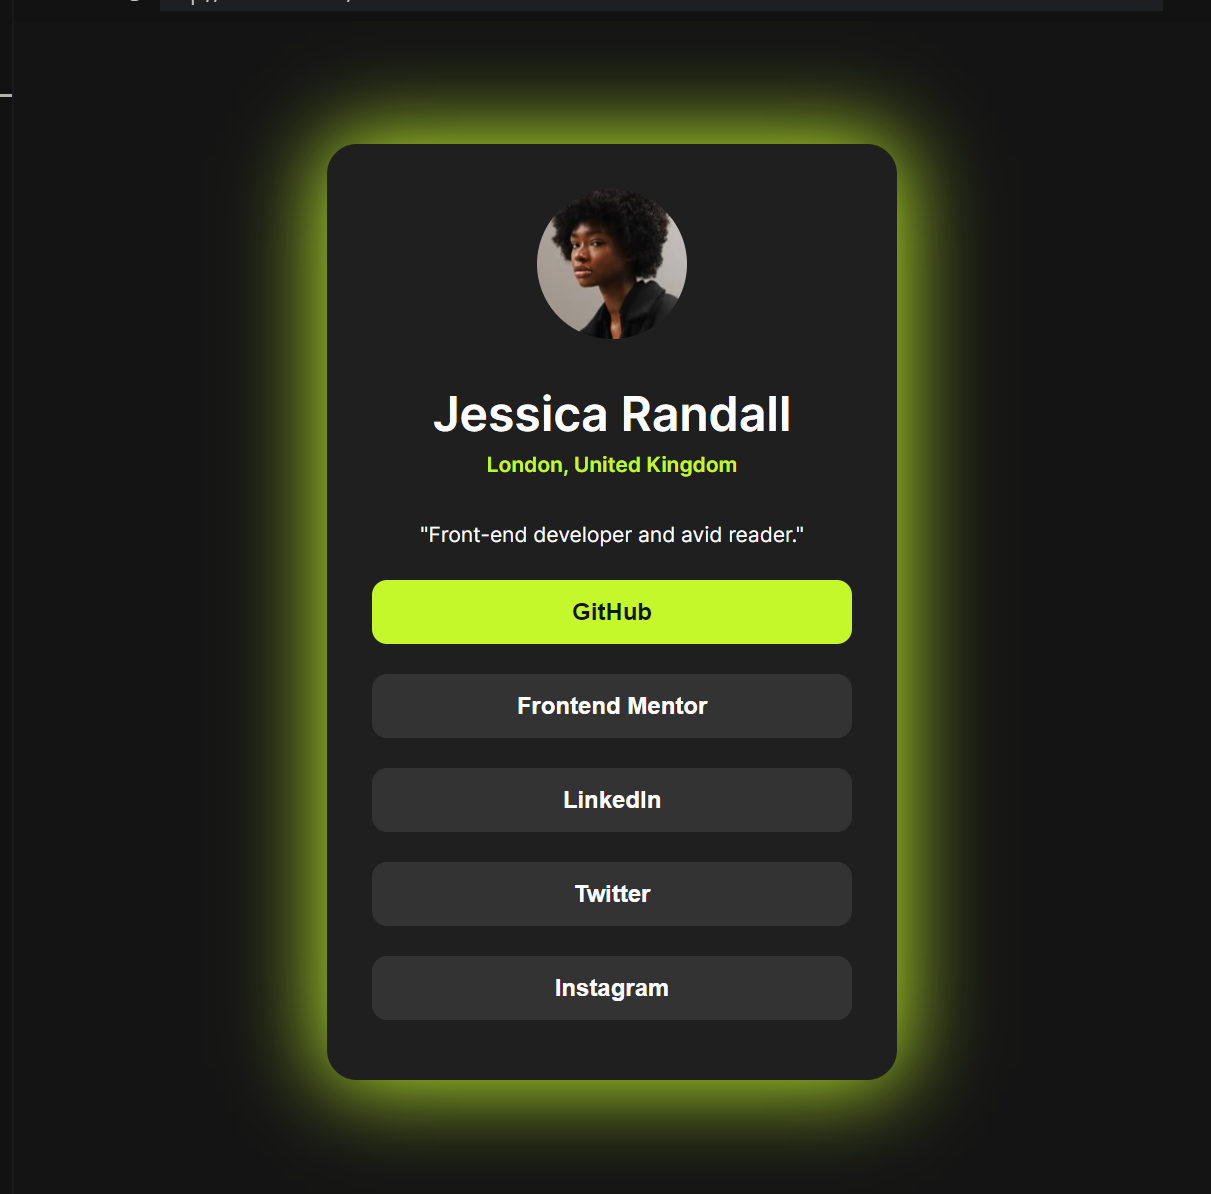 Jessica Randall
London, United Kingdom
"Front-end developer and avid reader."
GitHub
Frontend Mentor
LinkedIn
Twitter
Instagram